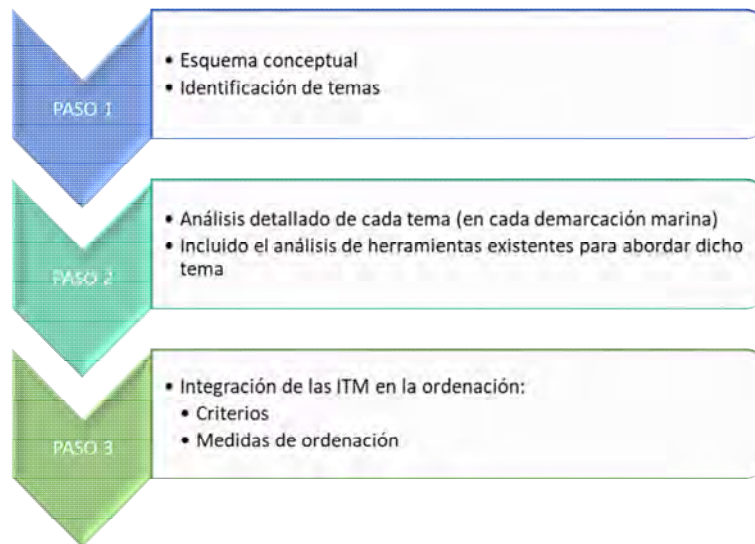 PASO 1
• Esquema conceptual
• Identificación de temas
PASO 2
• Análisis detallado de cada tema (en cada demarcación marina)
• Incluido el análisis de herramientas existentes para abordar dicho
tema
PASO 3
• Integración de las ITM en la ordenación:
• Criterios
• Medidas de ordenación